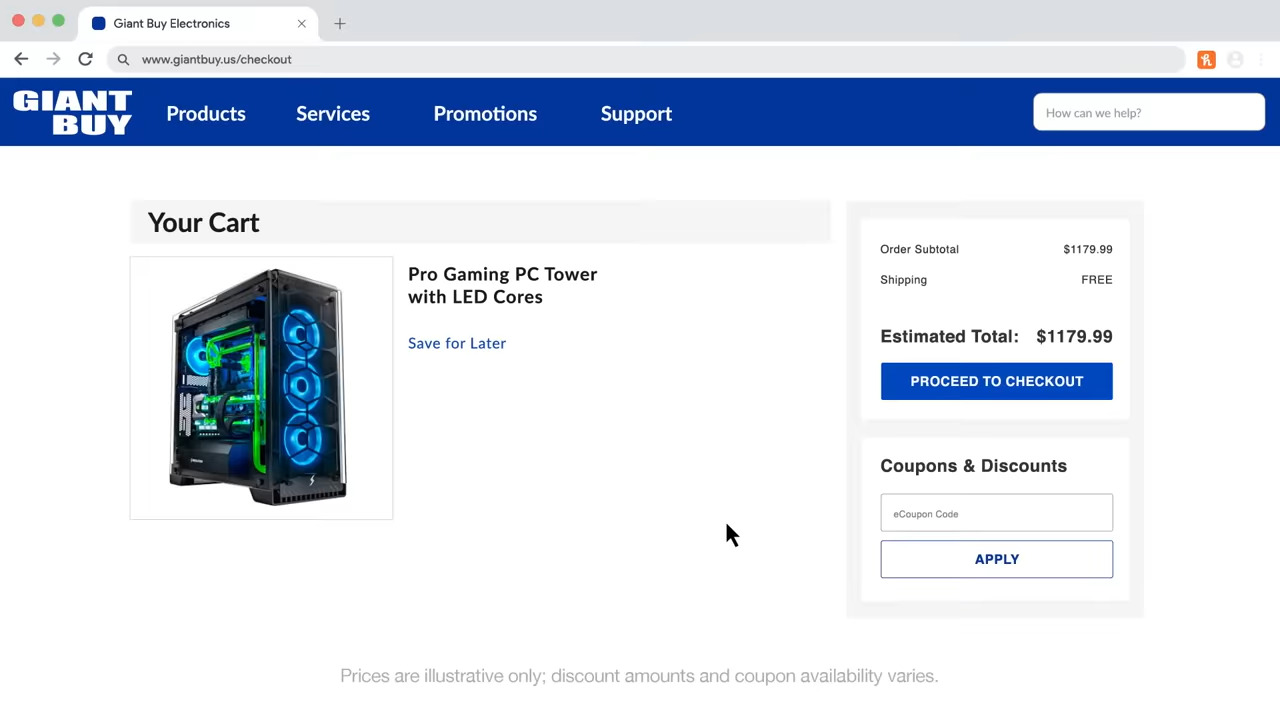 Giant Buy Electronics
www.giantbuy.us/checkout
GIANT
BUY
Products Services Promotions Support
How can we help?
Your Cart
Pro Gaming PC Tower
with LED Cores
Save for Later
Order Subtotal $1179.99
Shipping FREE
Estimated Total: $1179.99
PROCEED TO CHECKOUT
Coupons & Discounts
eCoupon Code
APPLY
Prices are illustrative only; discount amounts and coupon availability varies.